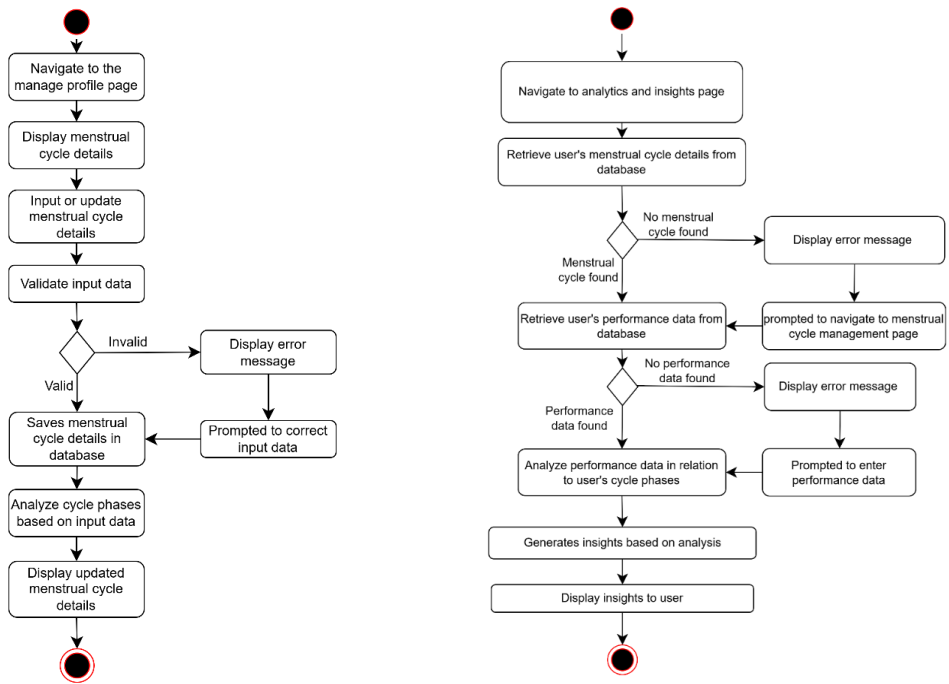 Navigate to the
manage profile page
Display menstrual
cycle details
Input or update
menstrual cycle
details
Validate input data
Invalid
Display error
message
Valid
Saves menstrual
cycle details in
database
Prompted to correct
input data
Analyze cycle phases
based on input data
Display updated
menstrual cycle
details
Navigate to analytics and insights page
Retrieve user's menstrual cycle details from
database
No menstrual
cycle found
Display error message
Menstrual
cycle found
Retrieve user's performance data from
database
prompted to navigate to menstrual
cycle management page
No performance
data found
Display error message
Performance
data found
Analyze performance data in relation
to user's cycle phases
Prompted to enter
performance data
Generates insights based on analysis
Display insights to user